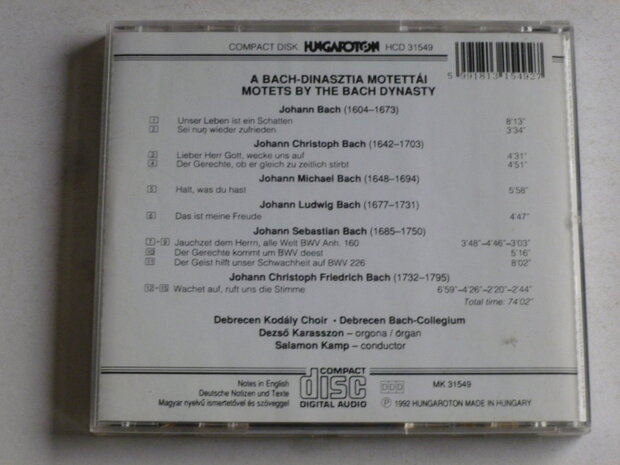 COMPACT DISK HUNGAROTON HCD 31549
5 991813 154927
A BACH-DINASZTIA MOTETTÁI
MOTETS BY THE BACH DYNASTY
Johann Bach (1604–1673)
1 Unser Leben ist ein Schatten 8'13"
2 Sei nun wieder zufrieden 3'34"
Johann Christoph Bach (1642–1703)
3 Lieber Herr Gott, wecke uns auf 4'31"
4 Der Gerechte, ob er gleich zu zeitlich stirbt 4'51"
Johann Michael Bach (1648–1694)
5 Halt, was du hast 5'58"
Johann Ludwig Bach (1677–1731)
6 Das ist meine Freude 4'47"
Johann Sebastian Bach (1685–1750)
7-9 Jauchzet dem Herrn, alle Welt BWV Anh. 160 3'48"–4'46"–3'03"
10 Der Gerechte kommt um BWV deest 5'16"
11 Der Geist hilft unser Schwachheit auf BWV 226 8'02"
Johann Christoph Friedrich Bach (1732–1795)
12-15 Wachet auf, ruft uns die Stimme 6'59"–4'26"–2'20"–2'44"
Total time: 74'02"
Debrecen Kodály Choir • Debrecen Bach-Collegium
Dezső Karasszon – orgona / organ
Salamon Kamp – conductor
Notes in English
Deutsche Notizen und Texte
Magyar nyelvű ismertetővel és szöveggel
COMPACT
disc
DIGITAL AUDIO
DDD
MK 31549
℗ 1992 HUNGAROTON MADE IN HUNGARY